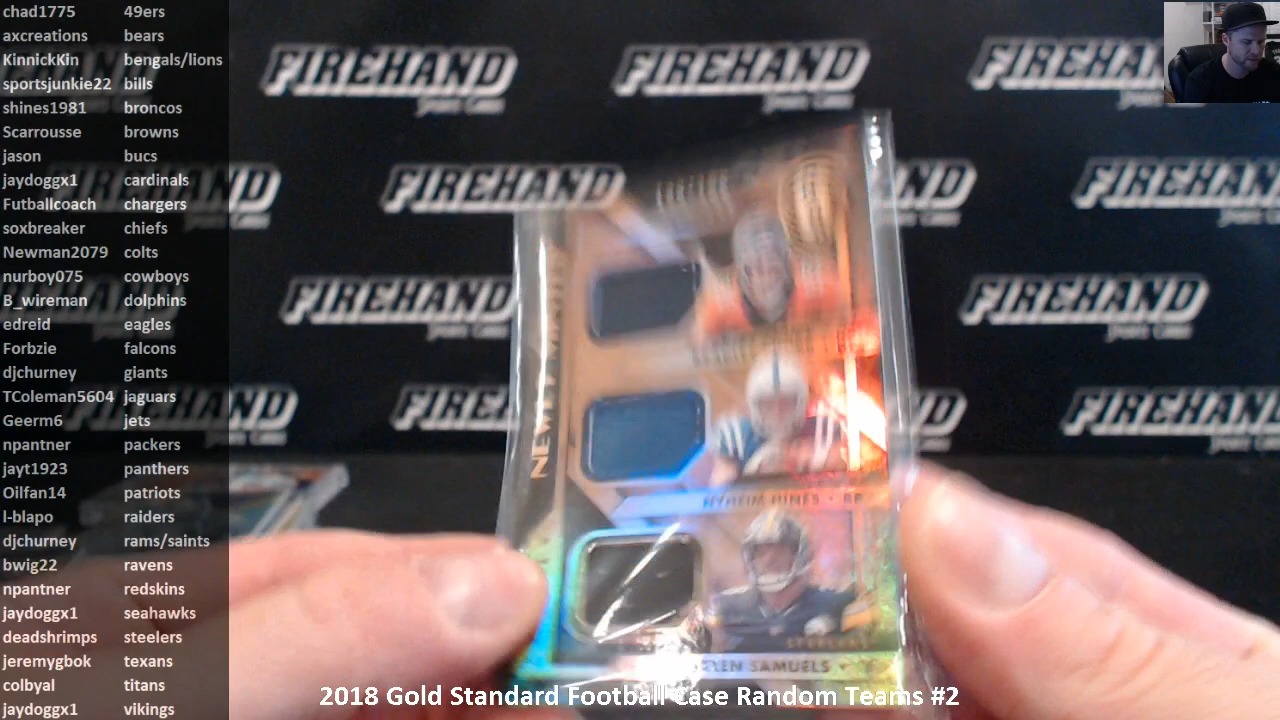 chad1775 49ers
axcreations bears
KinnickKin bengals/lions
sportsjunkie22 bills
shines1981 broncos
Scarrousse browns
jason bucs
jaydoggx1 cardinals
Futballcoach chargers
soxbreaker chiefs
Newman2079 colts
nurboy075 cowboys
B_wireman dolphins
edreid eagles
Forbzie falcons
djchurney giants
TColeman5604 jaguars
Geerm6 jets
npantner packers
jayt1923 panthers
Oilfan14 patriots
l-blapo raiders
djchurney rams/saints
bwig22 ravens
npantner redskins
jaydoggx1 seahawks
deadshrimps steelers
jeremygbok texans
colbyal titans
jaydoggx1 vikings
FIREHAND
FIREHAND
FIREHAND
FIREHAND
FIREHAND
FIREHAND
FIREHAND
FIREHAND
FIREHAND
FIREHAND
NYHEIM HINES · RB
STEELERS
SAMUELS
2018 Gold Standard Football Case Random Teams #2